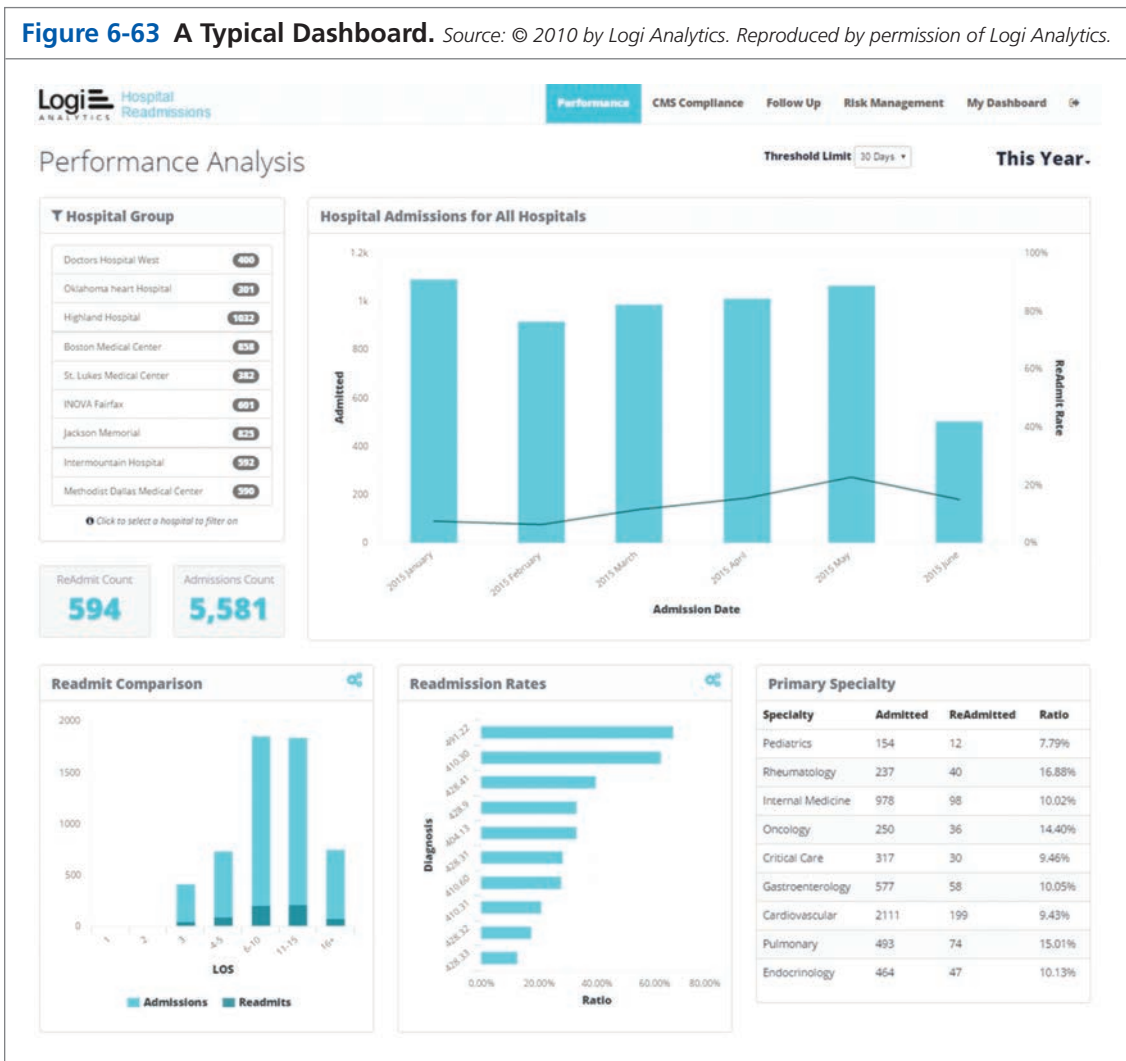 Figure 6-63 A Typical Dashboard. Source: © 2010 by Logi Analytics. Reproduced by permission of Logi Analytics.
Logi ANALYTICS
Hospital
Readmissions
Performance CMS Compliance Follow Up Risk Management My Dashboard
Performance Analysis
Threshold Limit 30 Days
This Year
Hospital Group
Doctors Hospital West 400
Oklahoma heart Hospital 301
Highland Hospital 1032
Boston Medical Center 858
St. Lukes Medical Center 382
INOVA Fairfax 601
Jackson Memorial 825
Intermountain Hospital 592
Methodist Dallas Medical Center 590
Click to select a hospital to filter on
ReAdmit Count
594
Admissions Count
5,581
Hospital Admissions for All Hospitals
1.2k
1k
800
600
400
200
0
Admitted
100%
80%
60%
40%
20%
0%
ReAdmit Rate
2015 January
2015 February
2015 March
2015 April
2015 May
2015 June
Admission Date
Readmit Comparison
2000
1500
1000
500
0
1
2
3
4-5
6-10
11-15
16+
LOS
Admissions Readmits
Readmission Rates
Diagnosis
491.22
410.30
428.41
428.9
404.13
428.31
410.60
410.31
428.32
428.33
0.00% 20.00% 40.00% 60.00% 80.00%
Ratio
Primary Specialty
Specialty Admitted ReAdmitted Ratio
Pediatrics 154 12 7.79%
Rheumatology 237 40 16.88%
Internal Medicine 978 98 10.02%
Oncology 250 36 14.40%
Critical Care 317 30 9.46%
Gastroenterology 577 58 10.05%
Cardiovascular 2111 199 9.43%
Pulmonary 493 74 15.01%
Endocrinology 464 47 10.13%